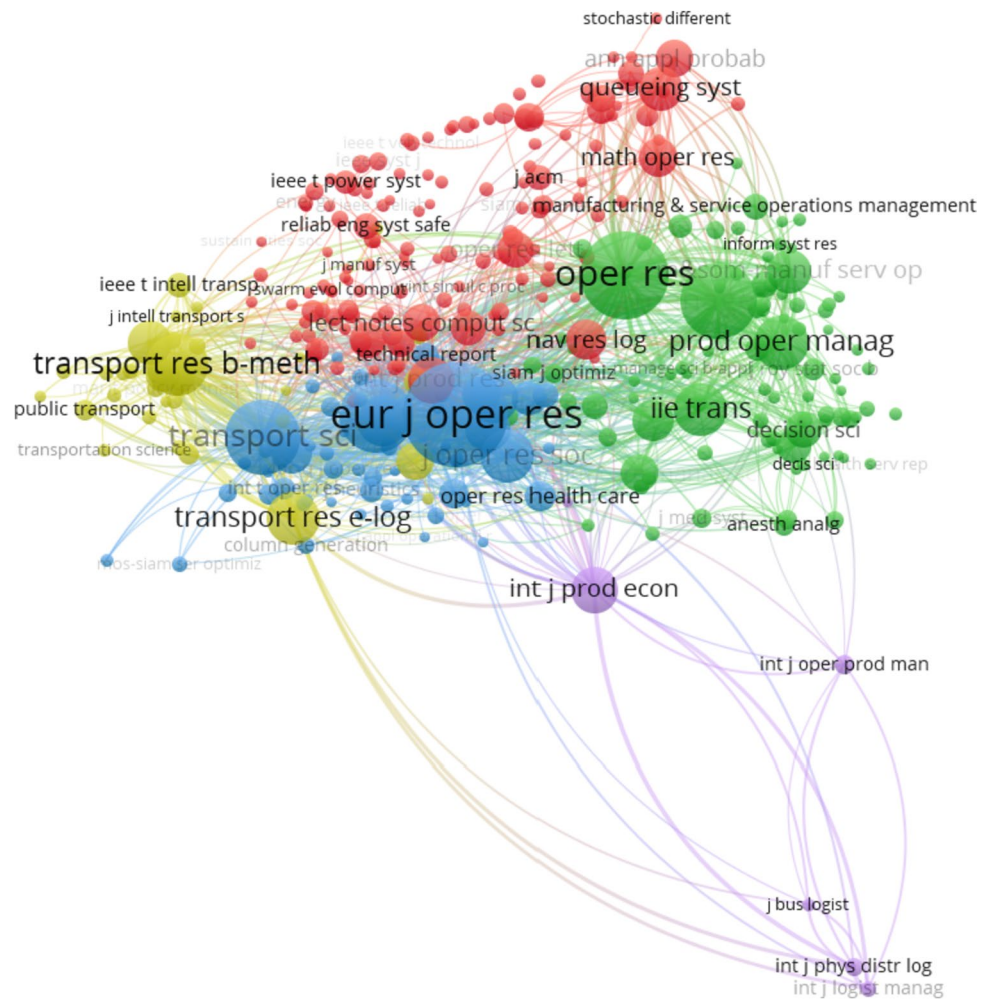 stochastic different
ann appl probab
queueing syst
math oper res
ieee t power syst
j acm
manufacturing & service operations management
reliab eng syst safe
inform syst res
oper res lett
j manuf syst
oper res
ieee t intell transp
swarm evol comput
j intell transport s
lect notes comput sc
nav res log
prod oper manag
technical report
transport res b-meth
siam j optimiz
public transport
eur j oper res
iie trans
transport sci
decision sci
transportation science
j oper res soc
decis sci
oper res health care
transport res e-log
j med syst
anesth analg
column generation
int j prod econ
int j oper prod man
j bus logist
int j phys distr log
int j logist manag